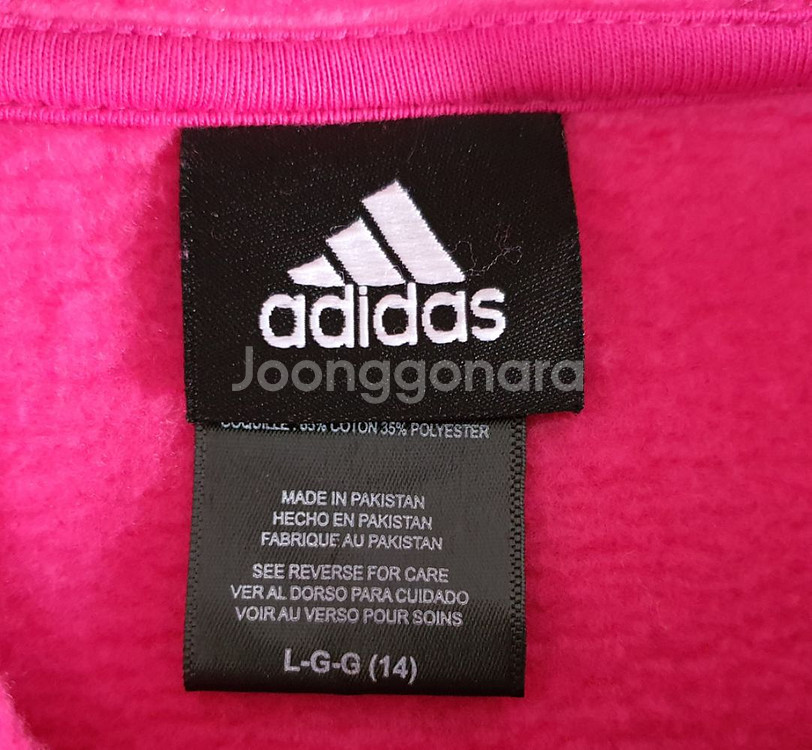 adidas
Joonggonara
COQUILLE : 65% COTON 35% POLYESTER
MADE IN PAKISTAN
HECHO EN PAKISTAN
FABRIQUE AU PAKISTAN
SEE REVERSE FOR CARE
VER AL DORSO PARA CUIDADO
VOIR AU VERSO POUR SOINS
L-G-G (14)